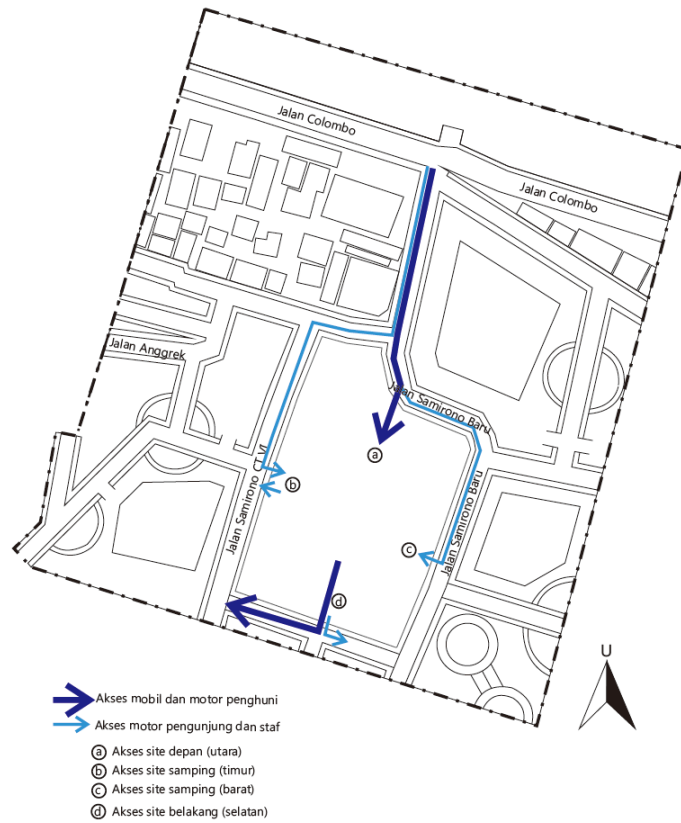 Jalan Colombo
Jalan Colombo
Jalan Anggrek
Jalan Samirono Baru
a
Jalan Samirono CT VI
b
Jalan Samirono Baru
c
d
U
Akses mobil dan motor penghuni
Akses motor pengunjung dan staf
a Akses site depan (utara)
b Akses site samping (timur)
c Akses site samping (barat)
d Akses site belakang (selatan)